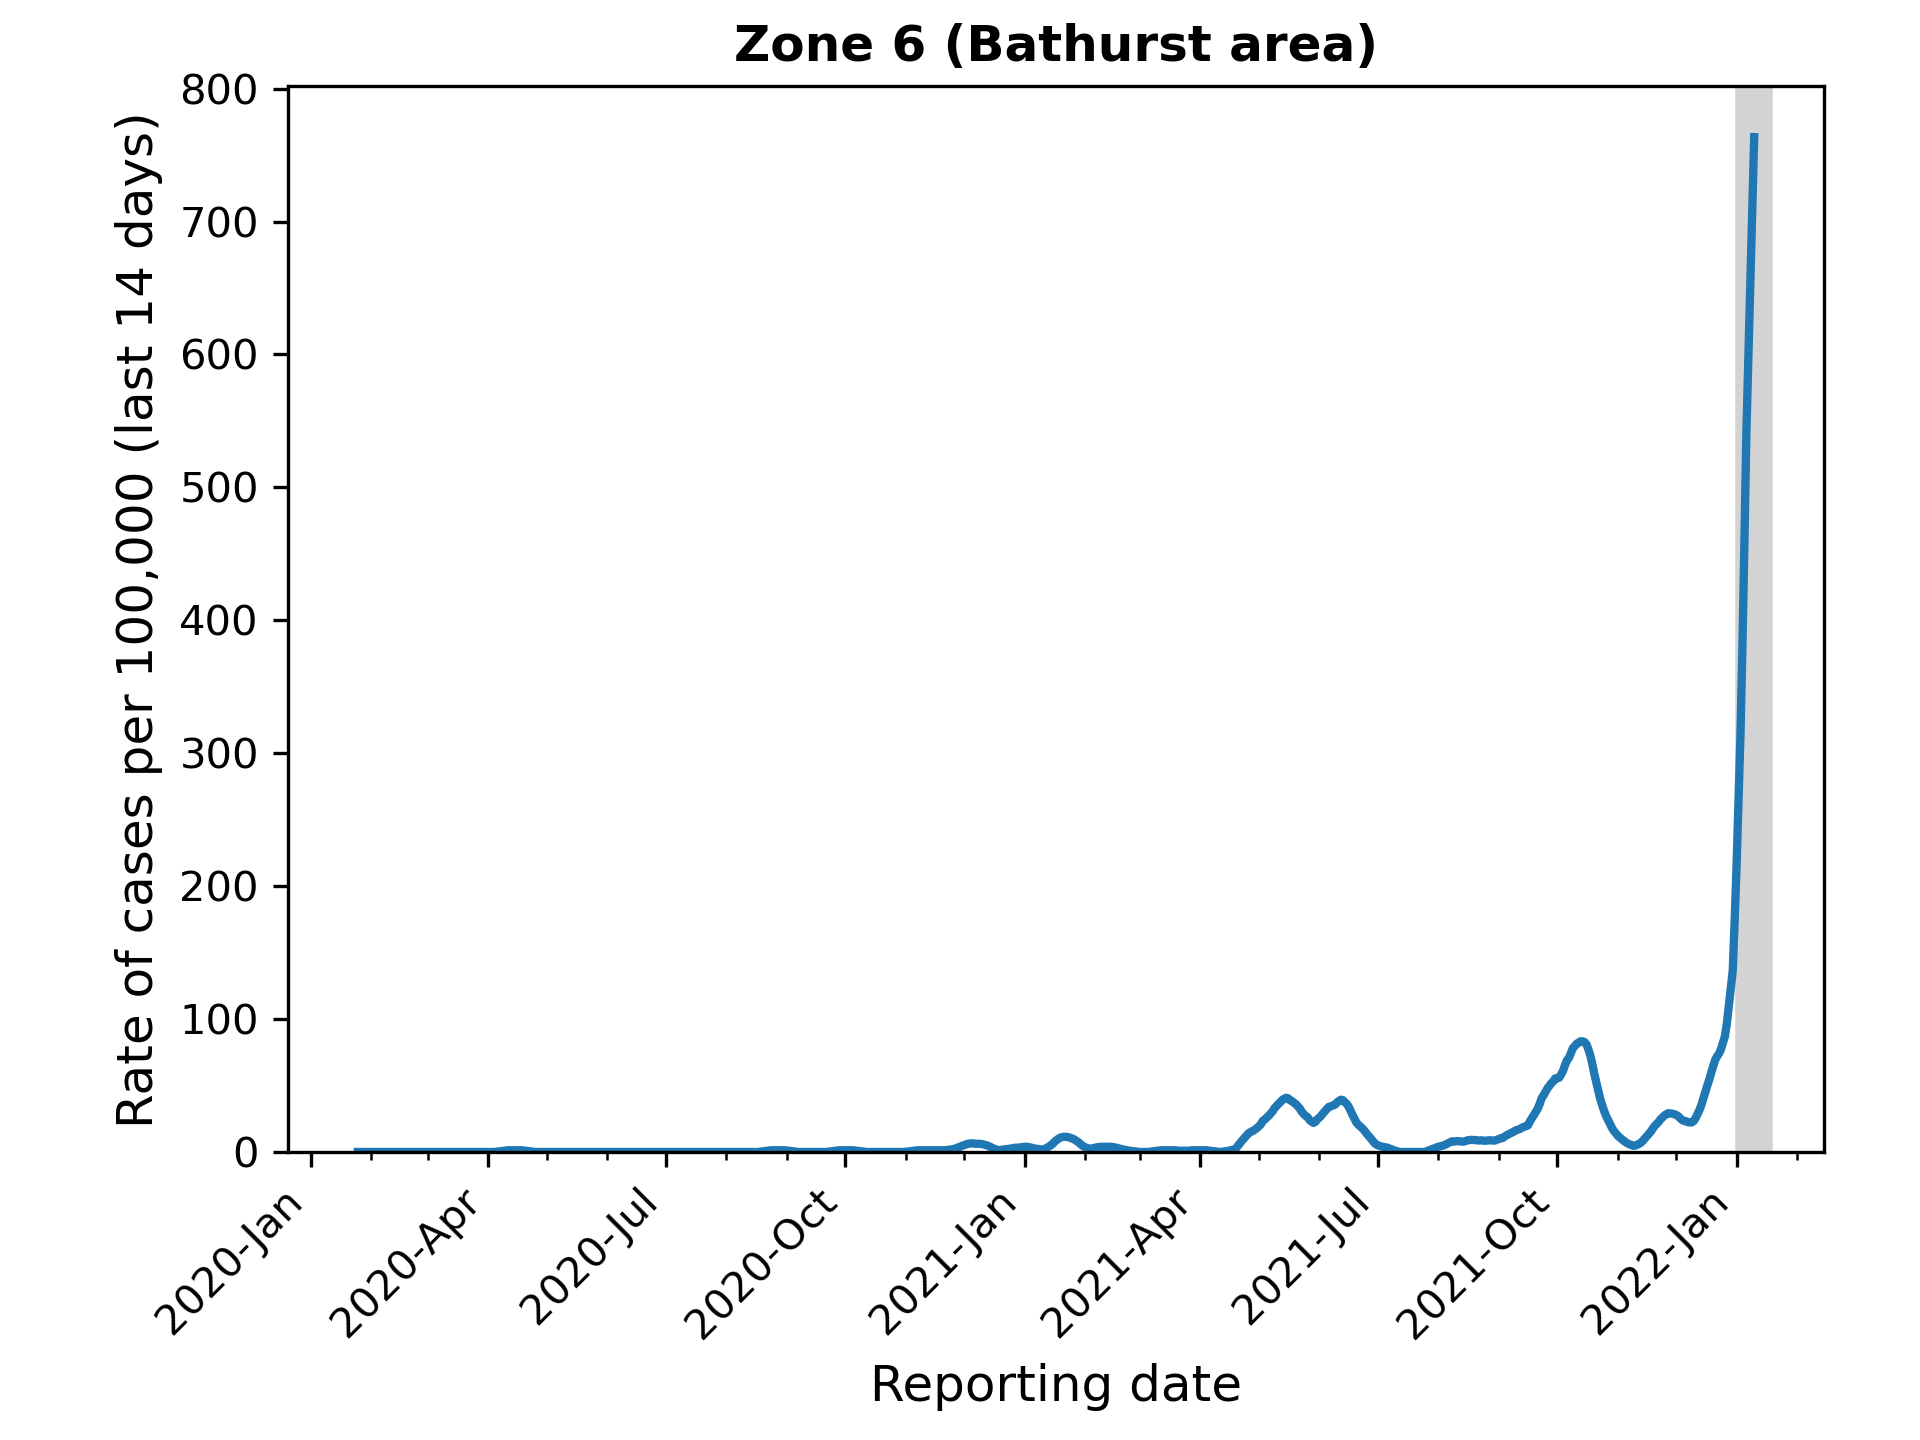 Zone 6 (Bathurst area)
Rate of cases per 100,000 (last 14 days)
800
700
600
500
400
300
200
100
0
2020-Jan
2020-Apr
2020-Jul
2020-Oct
2021-Jan
2021-Apr
2021-Jul
2021-Oct
2022-Jan
Reporting date